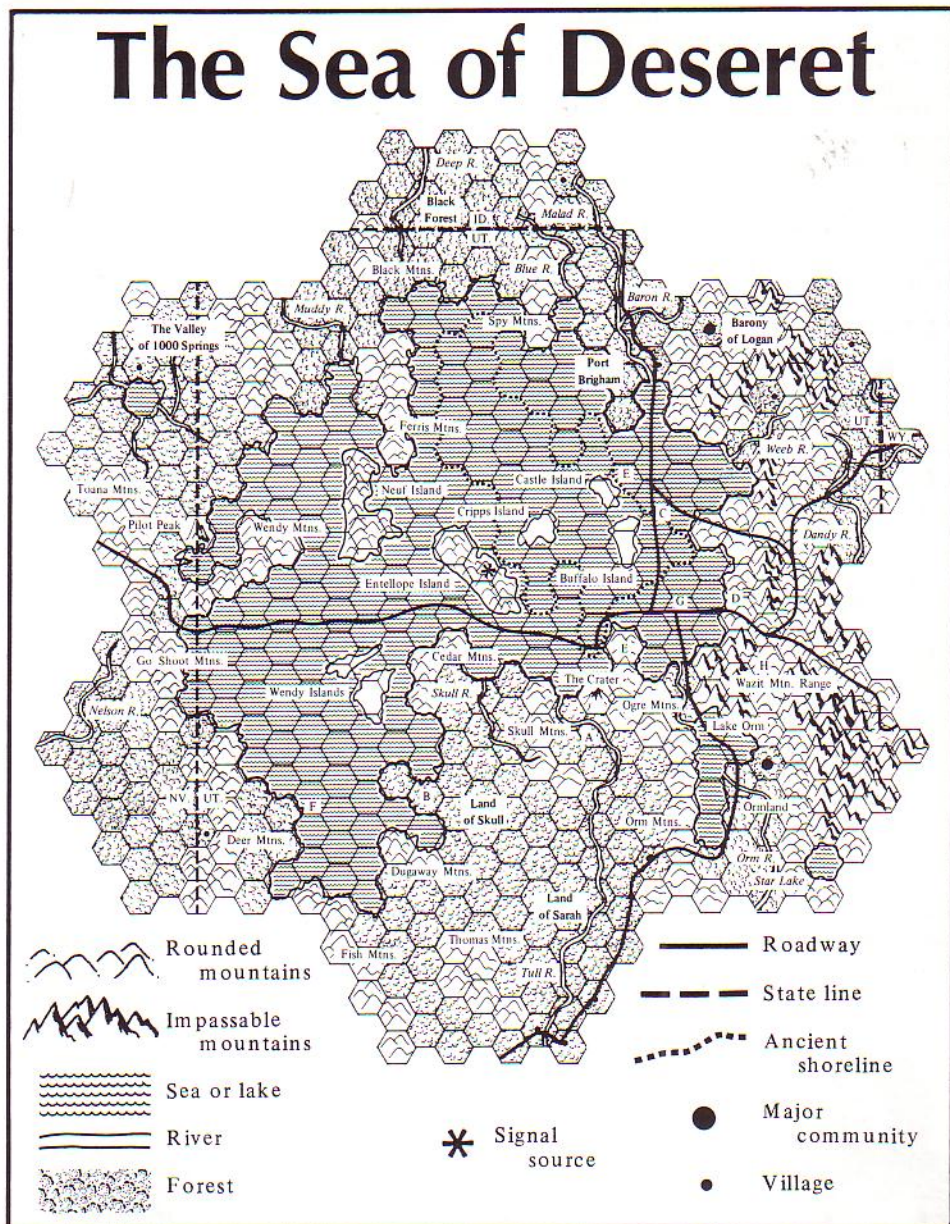 The Sea of Deseret
Deep R.
Black
Forest
ID.
Malad R.
UT.
Black Mtns.
Blue R.
Muddy R.
Baron R.
Spy Mtns.
The Valley
of 1000 Springs
Barony
of Logan
Port
Brigham
Ferris Mtns.
UT.
WY.
Weeb R.
Toana Mtns.
Neuf Island
Castle Island
E
Cripps Island
C
Pilot Peak
Wendy Mtns.
Dandy R.
Entellope Island
Buffalo Island
G
D
Go Shoot Mtns.
Cedar Mtns.
E
H
The Crater
Wazit Mtn. Range
Wendy Islands
Skull R.
Ogre Mtns.
Nelson R.
Skull Mtns.
A
Lake Orm
NV
UT.
F
B
Land
of Skull
Ormland
Orm Mtns.
Deer Mtns.
Orm R.
Dugaway Mtns.
Star Lake
Land
of Sarah
Thomas Mtns.
Fish Mtns.
Tull R.
Rounded
mountains
Impassable
mountains
Sea or lake
River
Forest
Signal
source
Roadway
State line
Ancient
shoreline
Major
community
Village